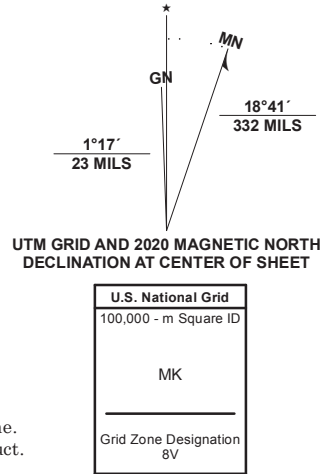 ★
MN
GN
18°41´
332 MILS
1°17´
23 MILS
UTM GRID AND 2020 MAGNETIC NORTH
DECLINATION AT CENTER OF SHEET
U.S. National Grid
100,000 - m Square ID
MK
Grid Zone Designation
8V